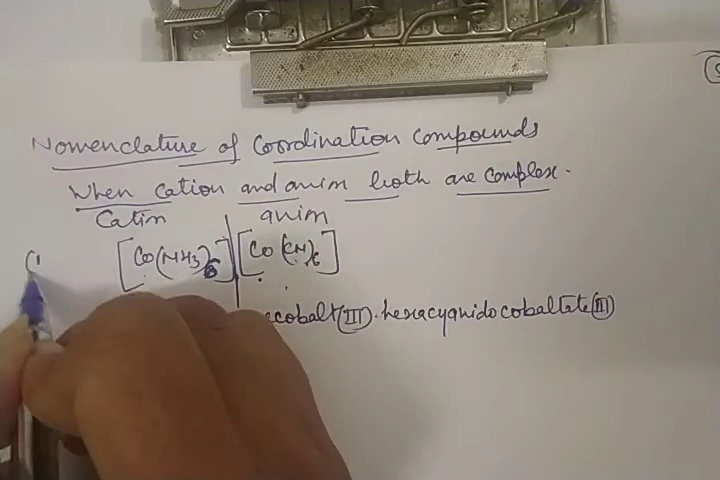 Nomenclature of Coordination Compounds
When cation and anion both are complex.
Cation anion
[Co(NH3)6] [Co(CN)6]
ecobalt(III).hexacyanidocobaltate(III)